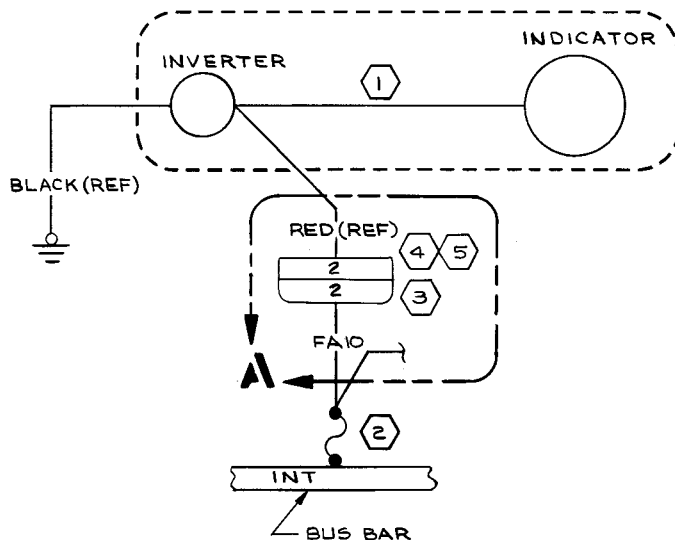 INDICATOR
INVERTER
1
BLACK (REF)
RED (REF)
4 5
2
2
3
FA10
A
2
INT
BUS BAR